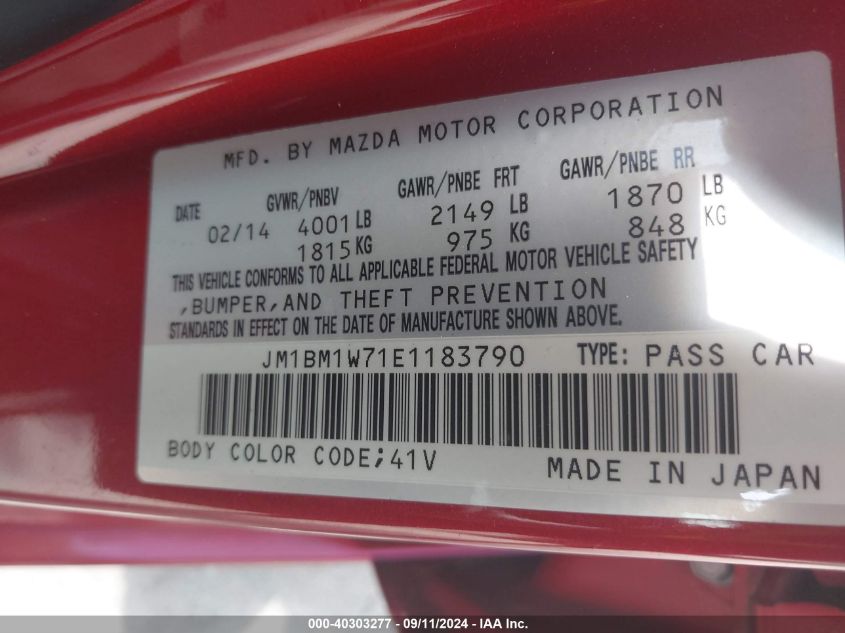 MFD. BY MAZDA MOTOR CORPORATION
DATE GVWR/PNBV GAWR/PNBE FRT GAWR/PNBE RR
02/14 4001 LB 2149 LB 1870 LB
1815 KG 975 KG 848 KG
THIS VEHICLE CONFORMS TO ALL APPLICABLE FEDERAL MOTOR VEHICLE SAFETY
,BUMPER,AND THEFT PREVENTION
STANDARDS IN EFFECT ON THE DATE OF MANUFACTURE SHOWN ABOVE.
JM1BM1W71E1183790 TYPE: PASS CAR
BODY COLOR CODE;41V
MADE IN JAPAN
000-40303277 - 09/11/2024 - IAA Inc.